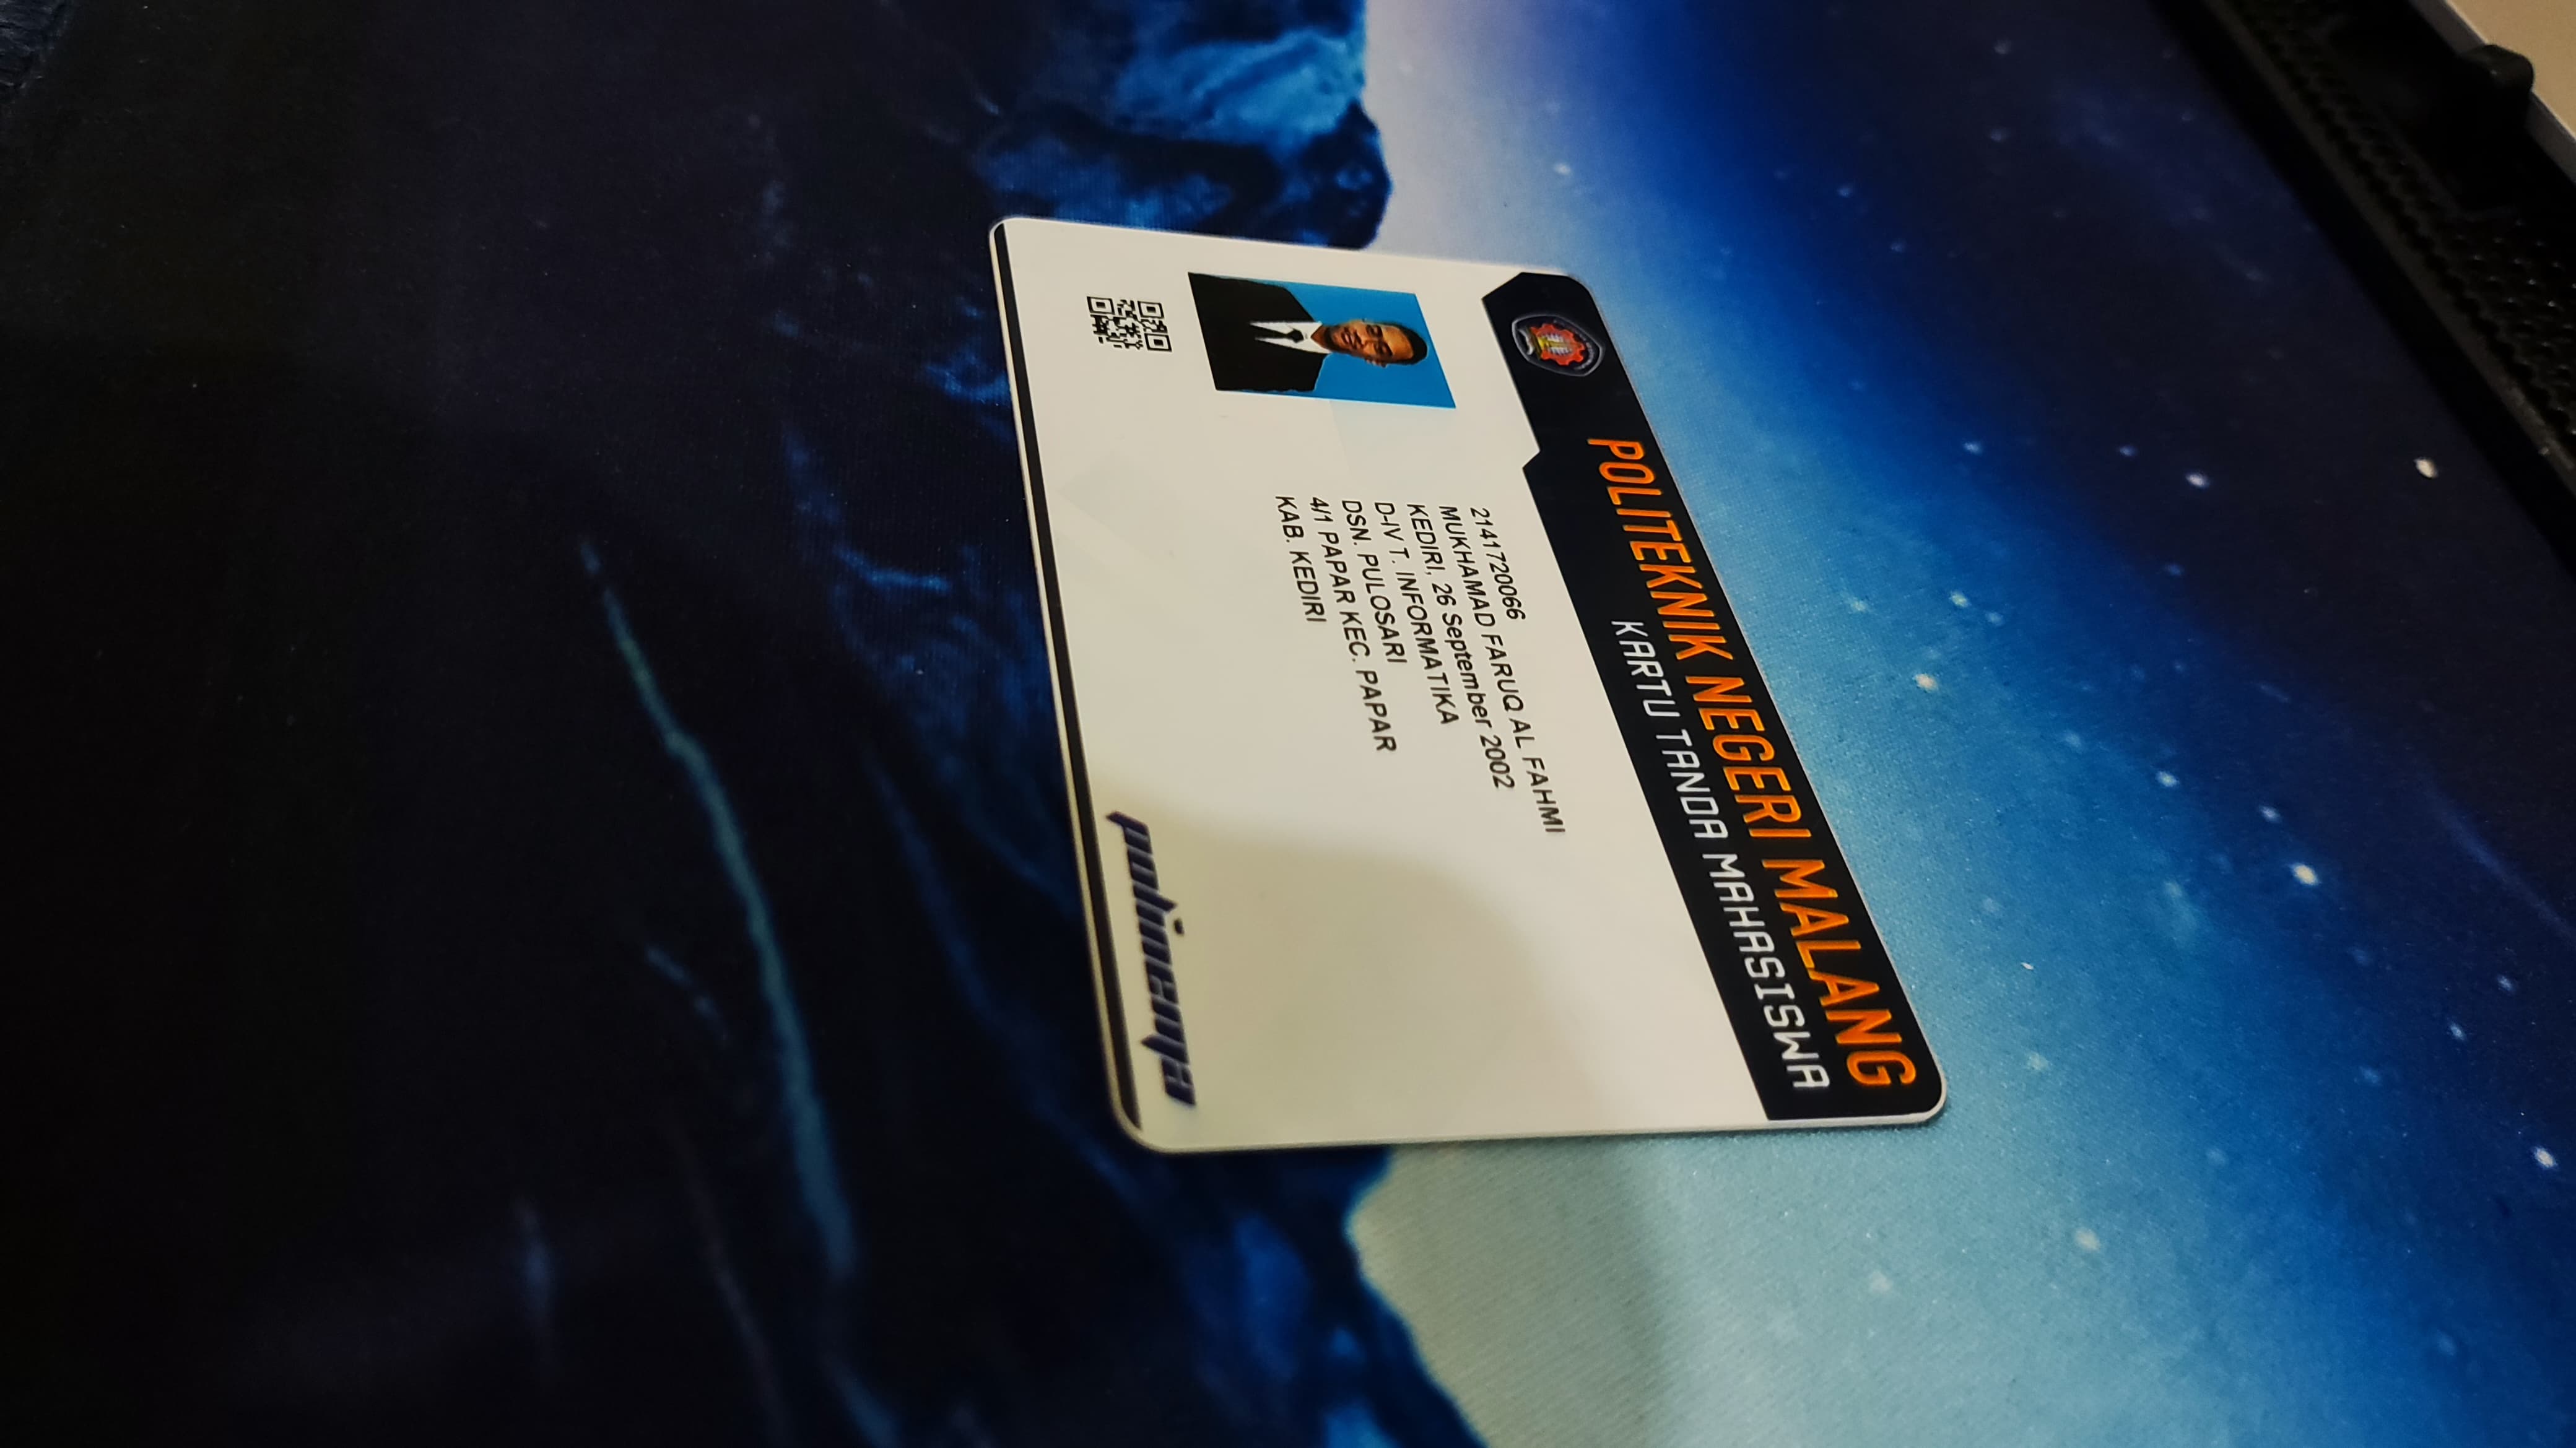 POLITEKNIK NEGERI MALANG
KARTU TANDA MAHASISWA
2141720066
MUKHAMAD FARUQ AL FAHMI
KEDIRI, 26 September 2002
D-IV T. INFORMATIKA
DSN. PULOSARI
4/1 PAPAR KEC. PAPAR
KAB. KEDIRI
polinema